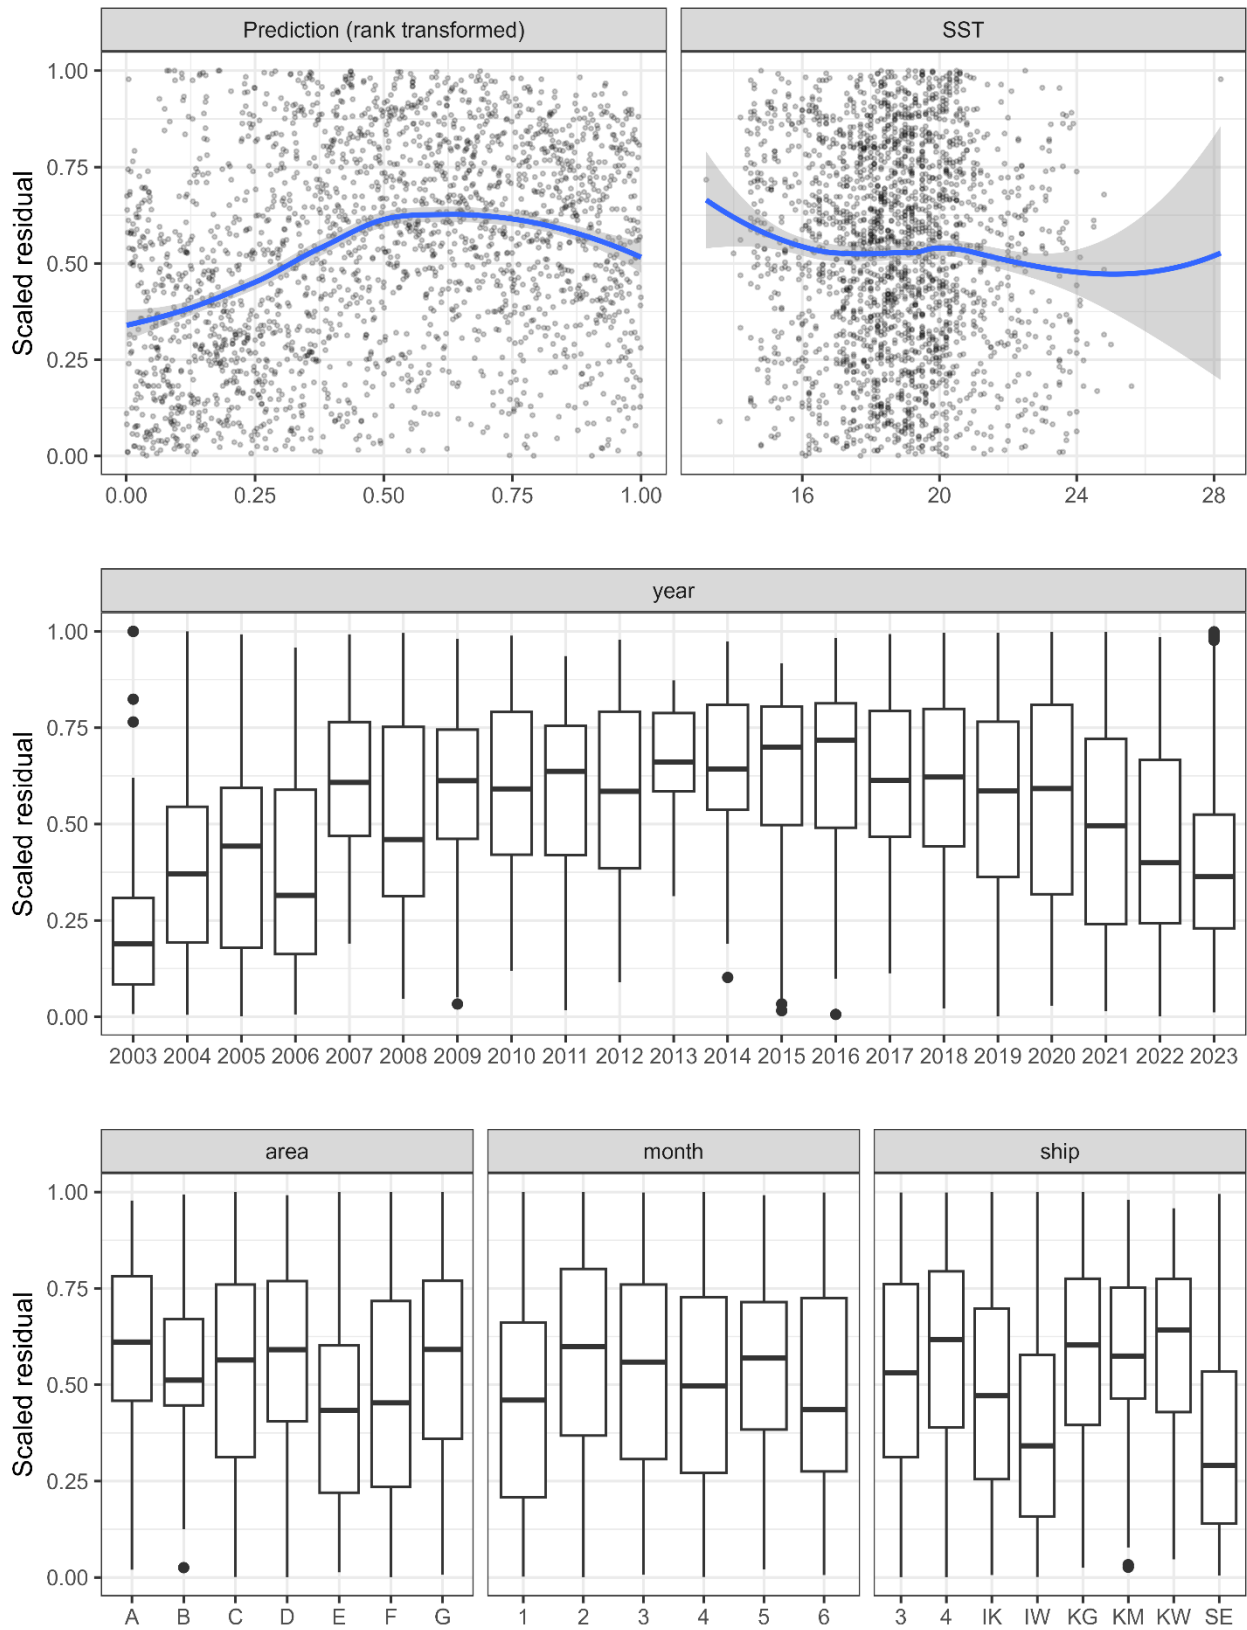 Prediction (rank transformed) SST
1.00
0.75
0.50
0.25
0.00
Scaled residual
0.00 0.25 0.50 0.75 1.00 16 20 24 28
year
1.00
0.75
0.50
0.25
0.00
Scaled residual
2003 2004 2005 2006 2007 2008 2009 2010 2011 2012 2013 2014 2015 2016 2017 2018 2019 2020 2021 2022 2023
area month ship
1.00
0.75
0.50
0.25
0.00
Scaled residual
A B C D E F G 1 2 3 4 5 6 3 4 IK IW KG KM KW SE